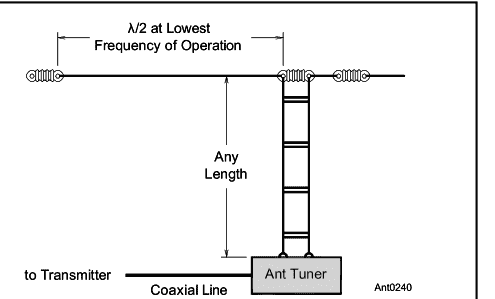 λ/2 at Lowest
Frequency of Operation
Any
Length
to Transmitter
Coaxial Line
Ant Tuner
Ant0240